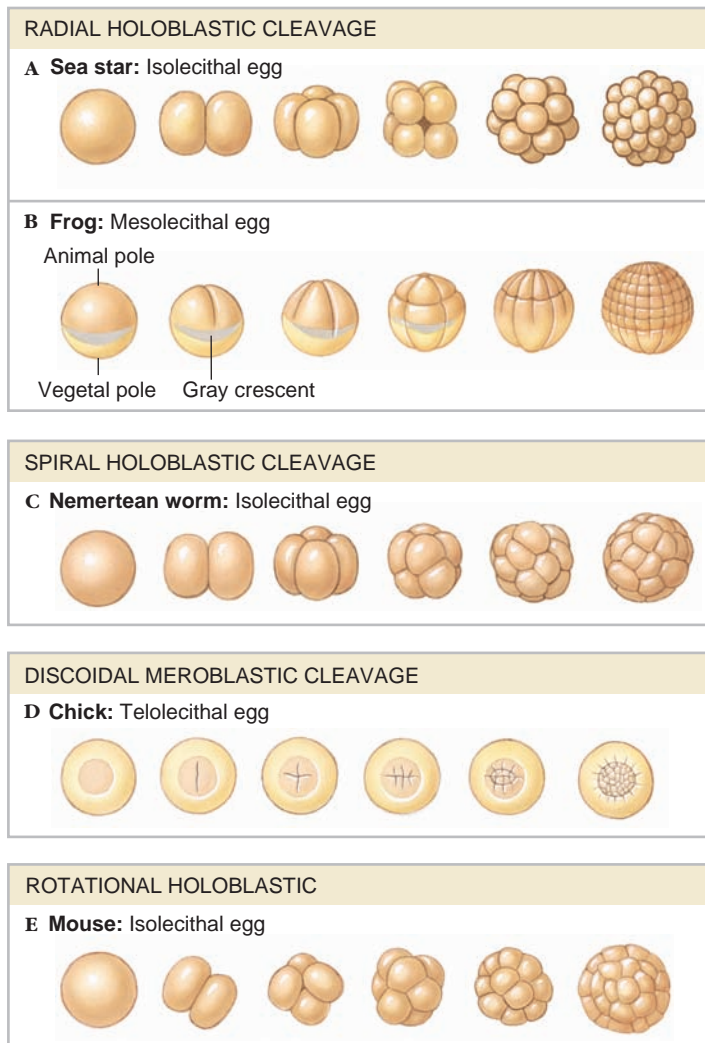 RADIAL HOLOBLASTIC CLEAVAGE
A Sea star: Isolecithal egg
B Frog: Mesolecithal egg
Animal pole
Vegetal pole Gray crescent
SPIRAL HOLOBLASTIC CLEAVAGE
C Nemertean worm: Isolecithal egg
DISCOIDAL MEROBLASTIC CLEAVAGE
D Chick: Telolecithal egg
ROTATIONAL HOLOBLASTIC
E Mouse: Isolecithal egg